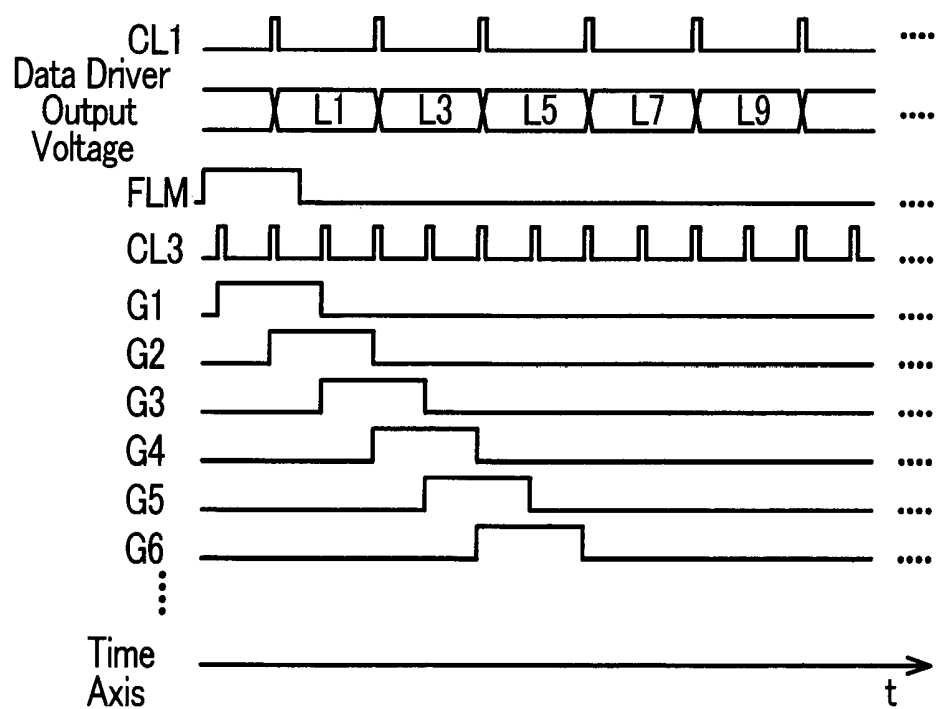 CL1 ....
Data Driver
Output
Voltage
L1 L3 L5 L7 L9 ....
FLM ....
CL3 ....
G1 ....
G2 ....
G3 ....
G4 ....
G5 ....
G6 ....
Time
Axis
t